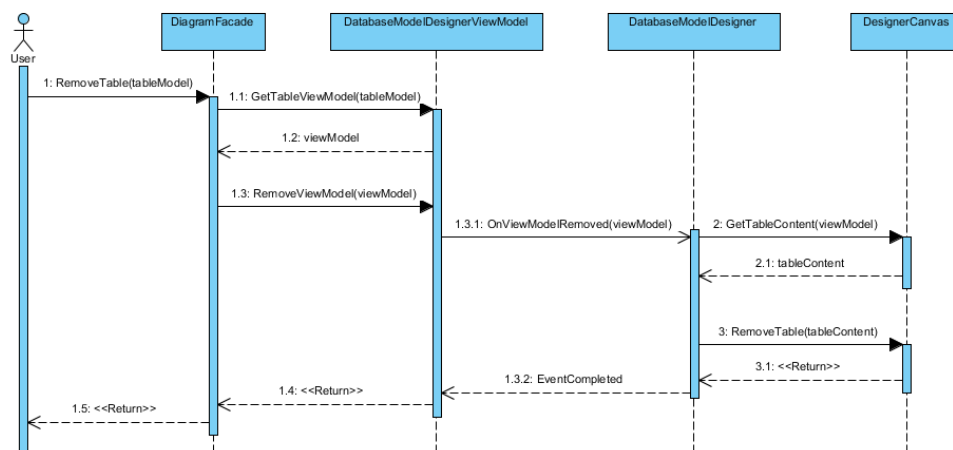 DiagramFacade
DatabaseModelDesignerViewModel
DatabaseModelDesigner
DesignerCanvas
User
1: RemoveTable(tableModel)
1.1: GetTableViewModel(tableModel)
1.2: viewModel
1.3: RemoveViewModel(viewModel)
1.3.1: OnViewModelRemoved(viewModel)
2: GetTableContent(viewModel)
2.1: tableContent
3: RemoveTable(tableContent)
3.1: <<Return>>
1.3.2: EventCompleted
1.4: <<Return>>
1.5: <<Return>>